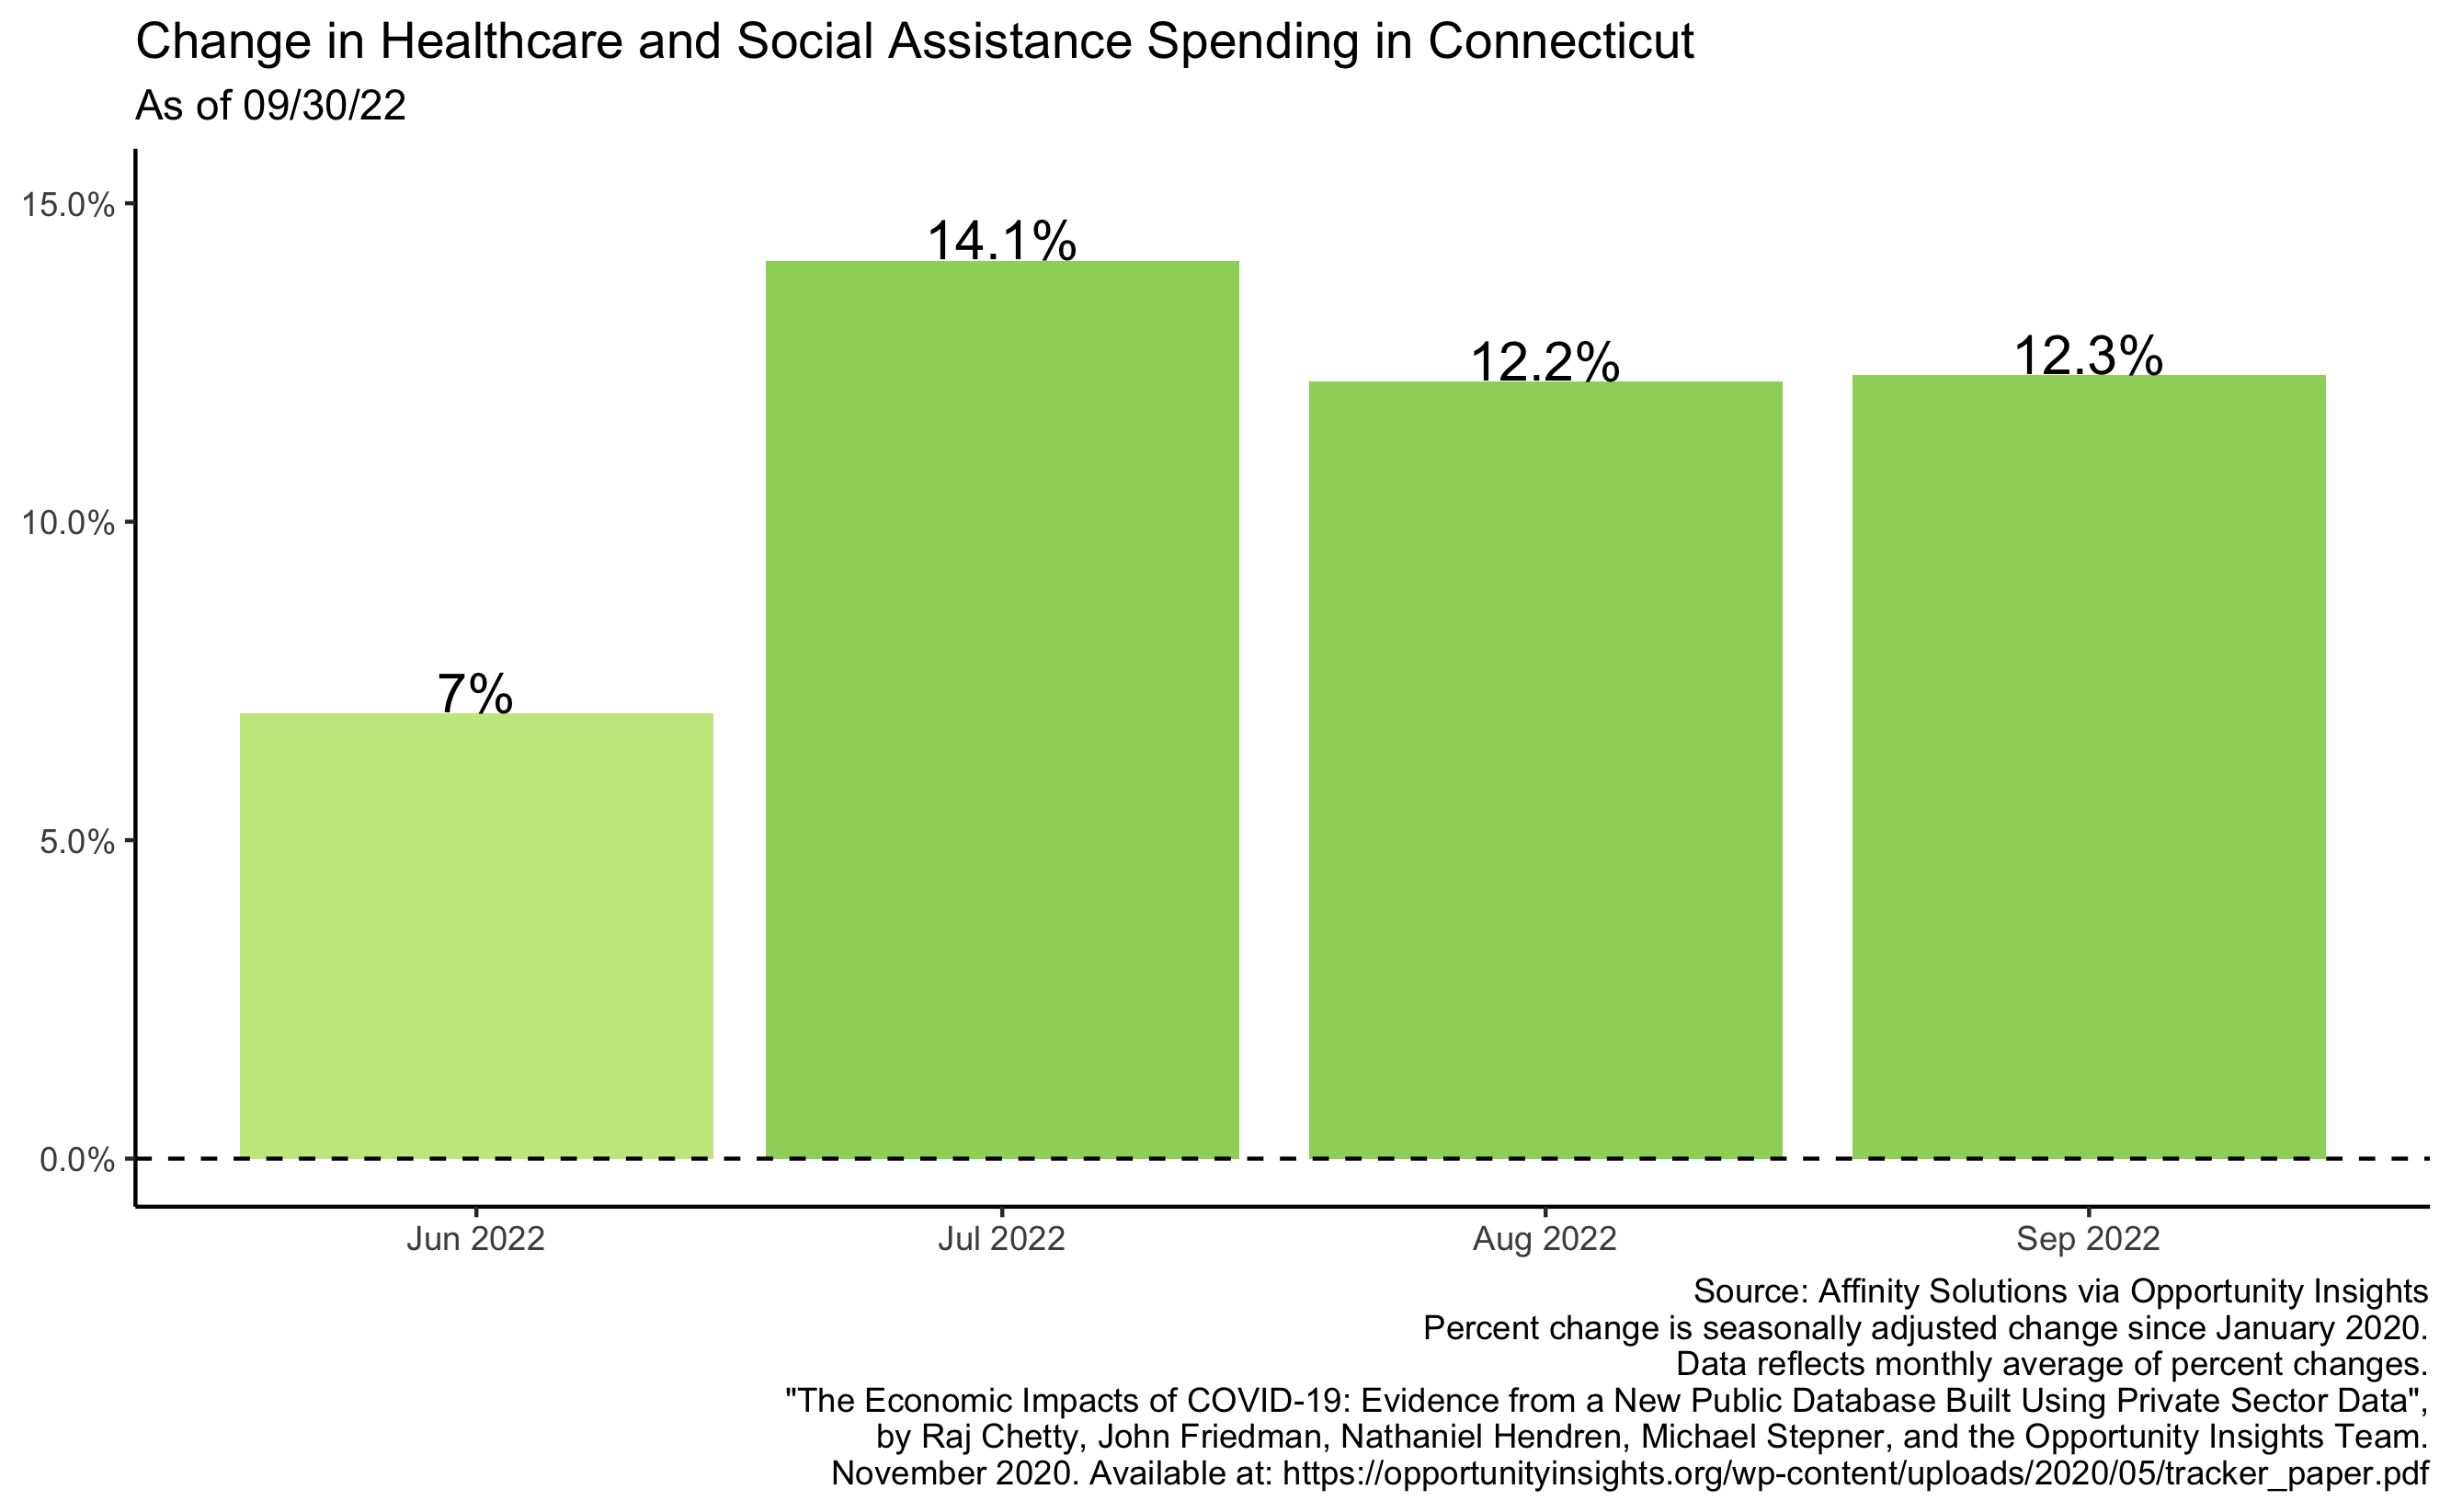 Change in Healthcare and Social Assistance Spending in Connecticut
As of 09/30/22
15.0%
10.0%
5.0%
0.0%
7%
14.1%
12.2%
12.3%
Jun 2022
Jul 2022
Aug 2022
Sep 2022
Source: Affinity Solutions via Opportunity Insights
Percent change is seasonally adjusted change since January 2020.
Data reflects monthly average of percent changes.
"The Economic Impacts of COVID-19: Evidence from a New Public Database Built Using Private Sector Data",
by Raj Chetty, John Friedman, Nathaniel Hendren, Michael Stepner, and the Opportunity Insights Team.
November 2020. Available at: https://opportunityinsights.org/wp-content/uploads/2020/05/tracker_paper.pdf